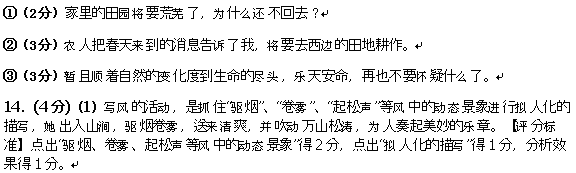 ①（2分）家里的田园将要荒芜了，为什么还不回去？
②（3分）农人把春天来到的消息告诉了我，将要去西边的田地耕作。
③（3分）暂且顺着自然的变化度到生命的尽头，乐天安命，再也不要怀疑什么了。
14.（4分）(1) 写风的活动，是抓住“驱烟”、“卷雾”、“起松声”等风中的动态景象进行拟人化的
描写，她出入山涧，驱烟卷雾，送来清爽，并吹动万山松涛，为人奏起美妙的乐章。【评分标
准】点出“驱烟、卷雾、起松声等风中的动态景象”得2分，点出“拟人化的描写”得1分，分析效
果得1分。